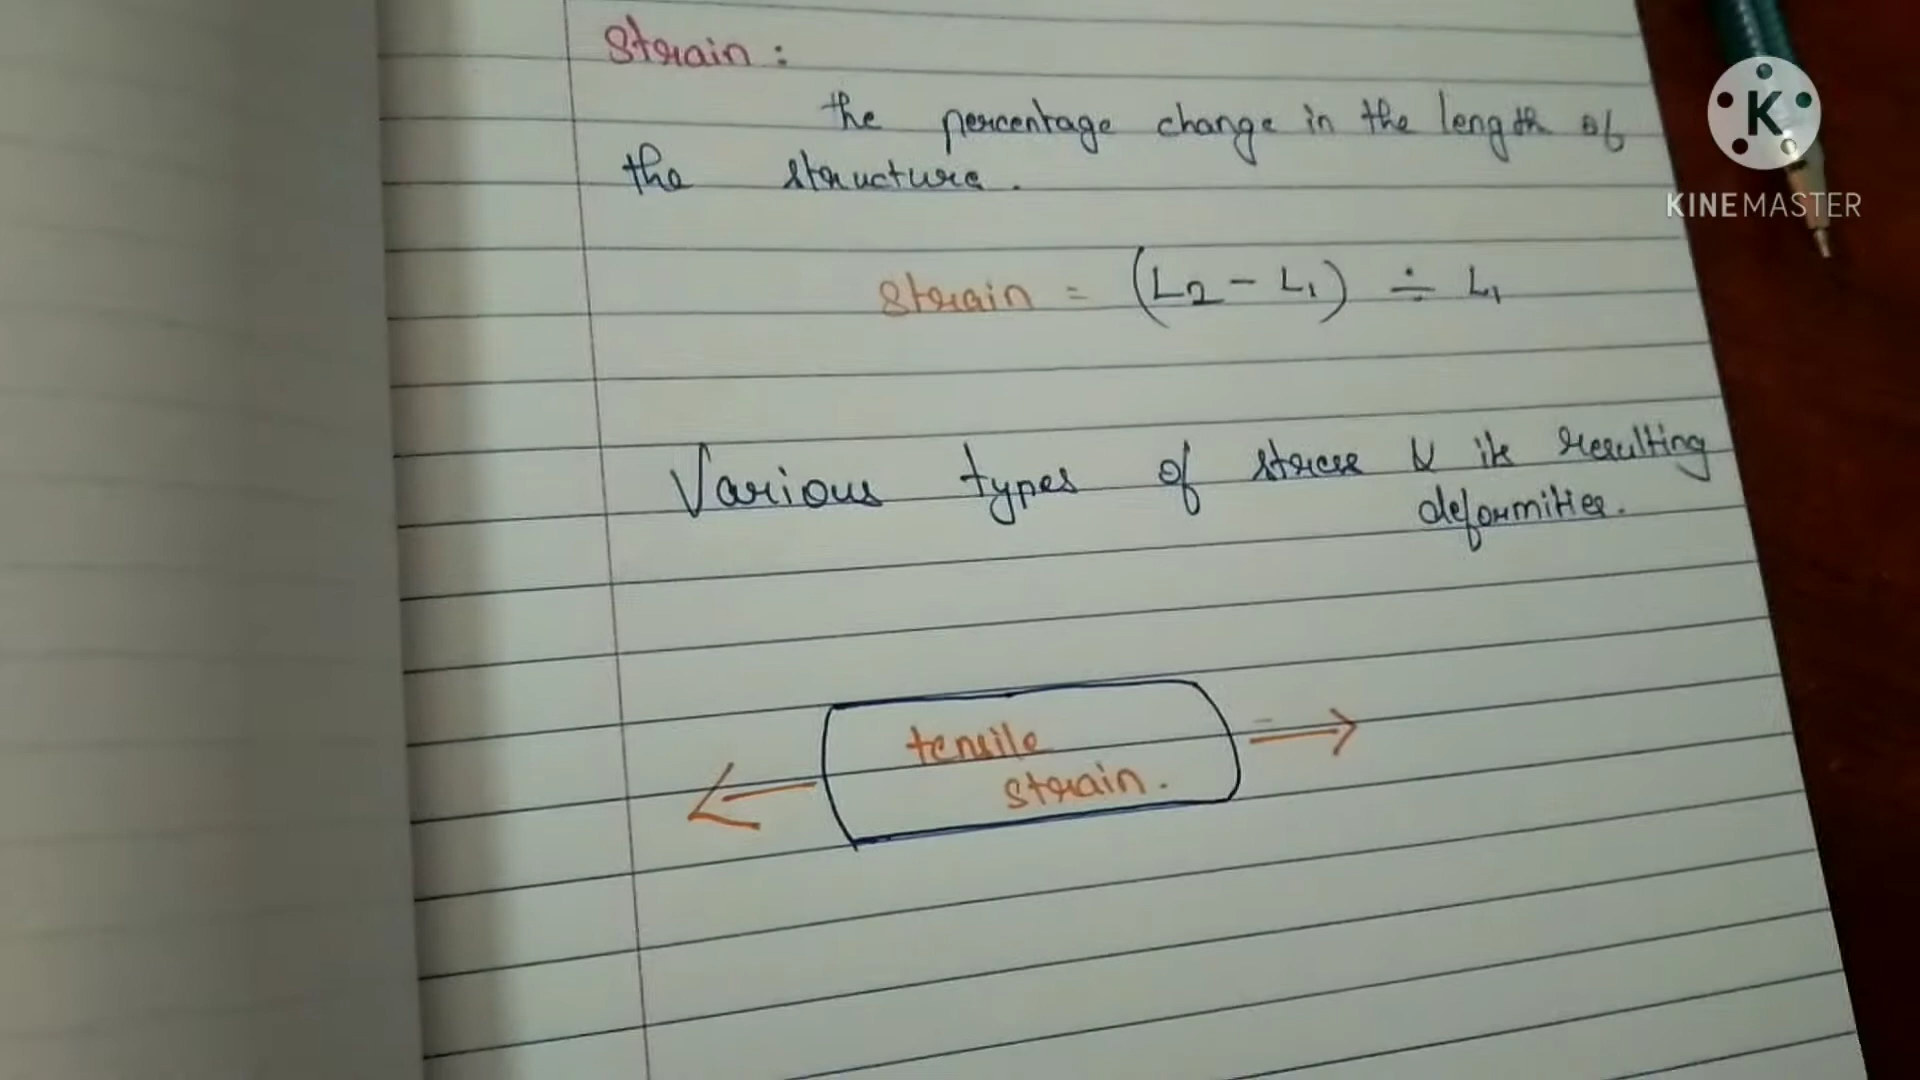 Strain :
the percentage change in the length of
the structure.
Strain = (L2 - L1) ÷ L1
Various types of stress & its resulting
deformities.
tensile
strain.
K
KINEMASTER